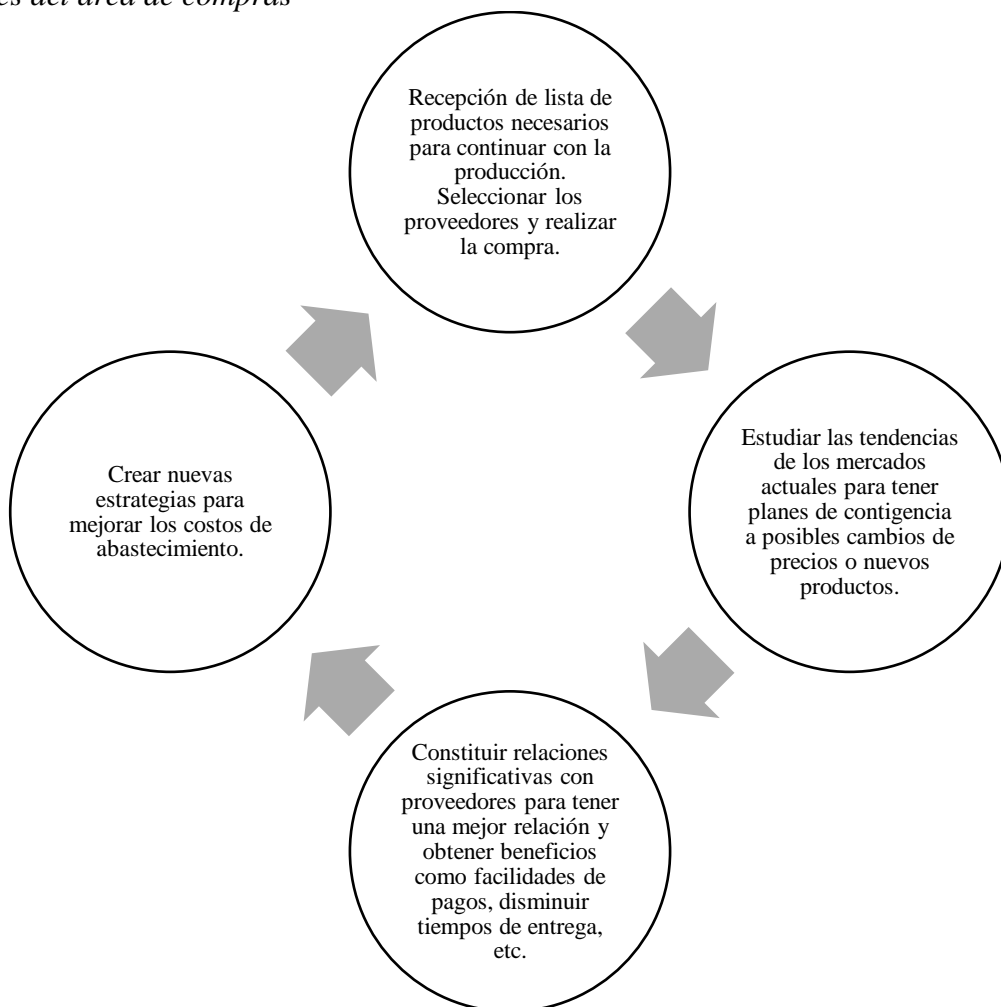 del área de compras
Recepción de lista de
productos necesarios
para continuar con la
producción.
Seleccionar los
proveedores y realizar
la compra.
Estudiar las tendencias
de los mercados
actuales para tener
planes de contigencia
a posibles cambios de
precios o nuevos
productos.
Constituir relaciones
significativas con
proveedores para tener
una mejor relación y
obtener beneficios
como facilidades de
pagos, disminuir
tiempos de entrega,
etc.
Crear nuevas
estrategias para
mejorar los costos de
abastecimiento.